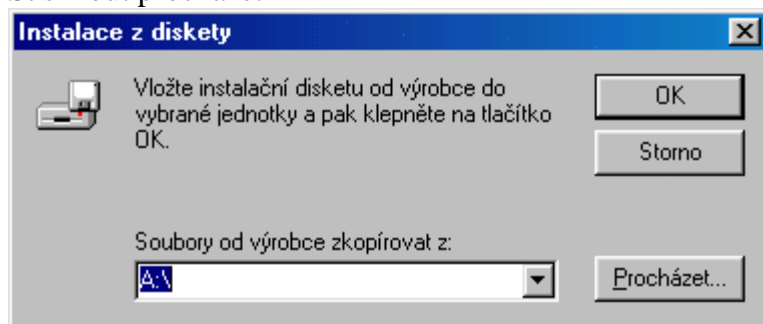 Instalace z diskety
Vložte instalační disketu od výrobce do
vybrané jednotky a pak klepněte na tlačítko
OK.
OK
Storno
Soubory od výrobce zkopírovat z:
A:\
Procházet...